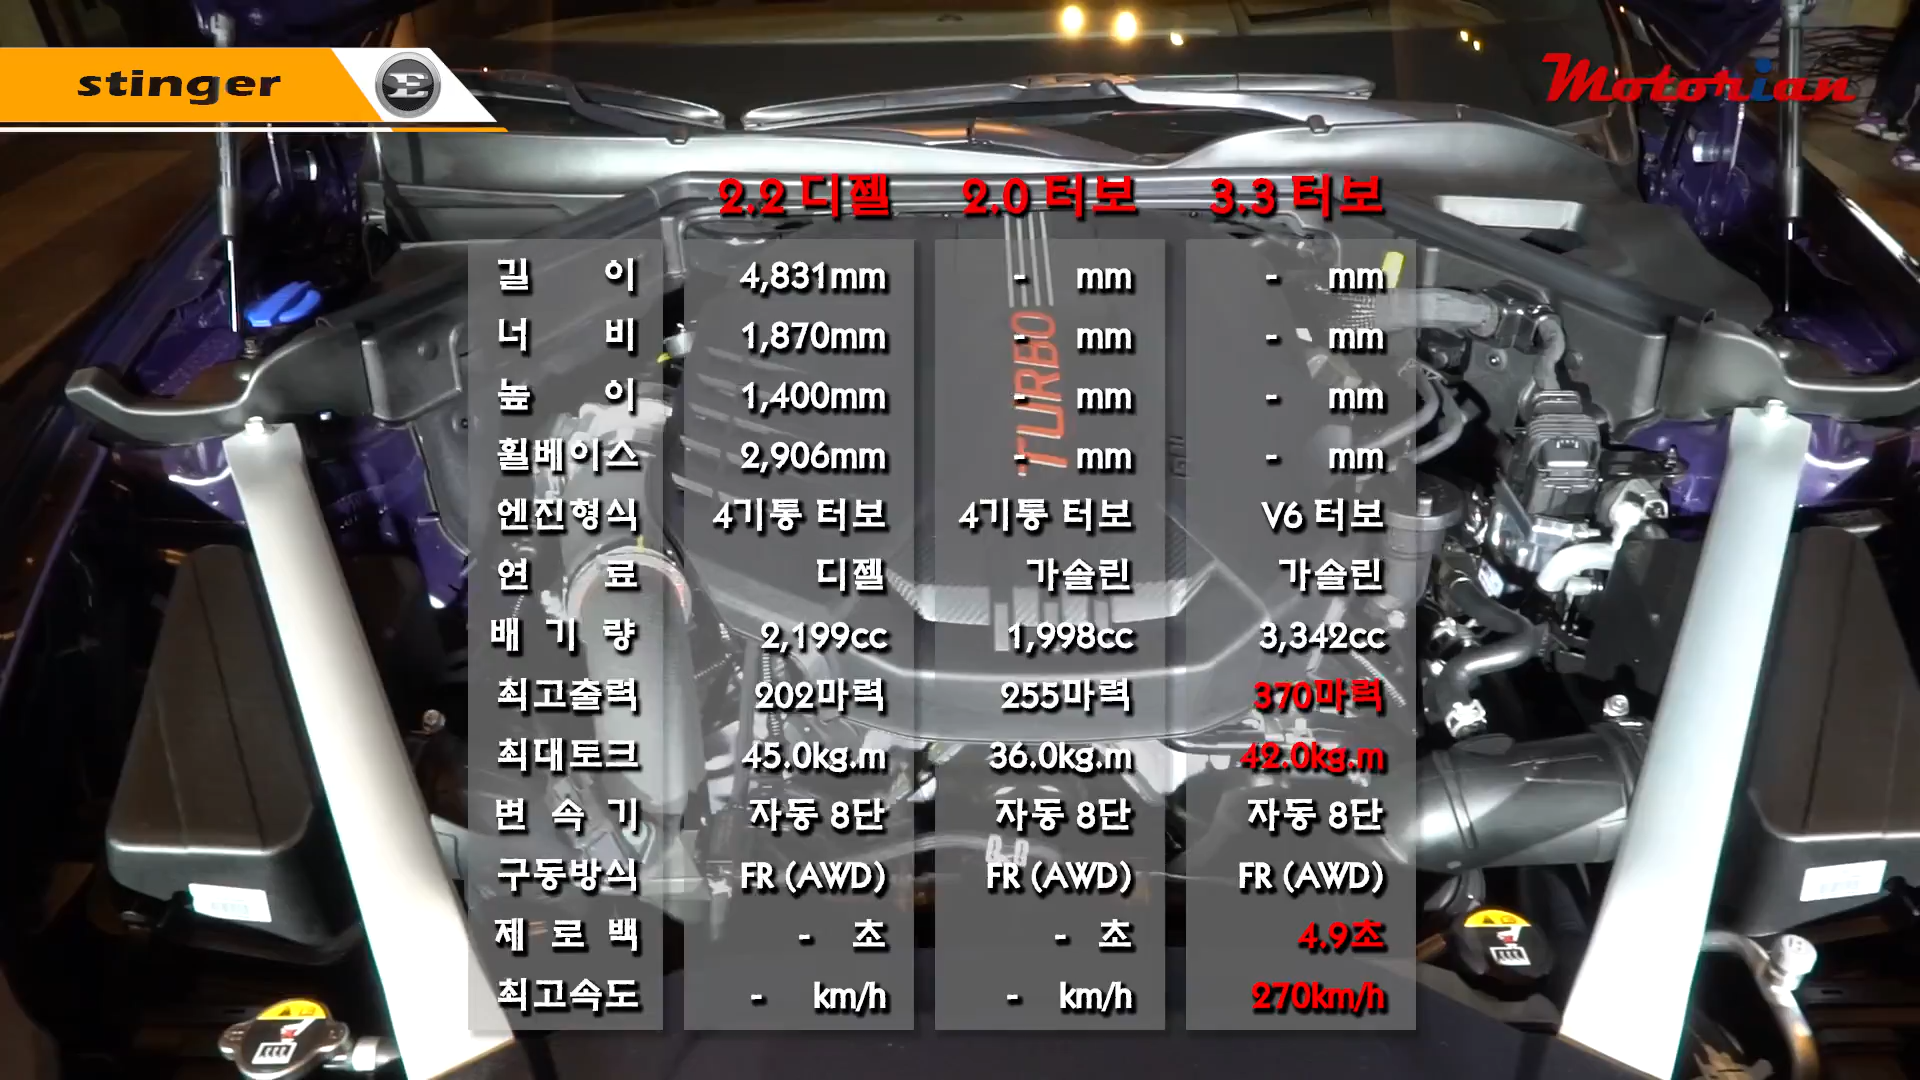 stinger
E
Motorian
2.2 디젤 2.0 터보 3.3 터보
길 이 4,831mm - mm - mm
너 비 1,870mm - mm - mm
높 이 1,400mm - mm - mm
휠베이스 2,906mm - mm - mm
엔진형식 4기통 터보 4기통 터보 V6 터보
연 료 디젤 가솔린 가솔린
배 기 량 2,199cc 1,998cc 3,342cc
최고출력 202마력 255마력 370마력
최대토크 45.0kg.m 36.0kg.m 42.0kg.m
변 속 기 자동 8단 자동 8단 자동 8단
구동방식 FR (AWD) FR (AWD) FR (AWD)
제 로 백 - 초 - 초 4.9초
최고속도 - km/h - km/h 270km/h
TURBO